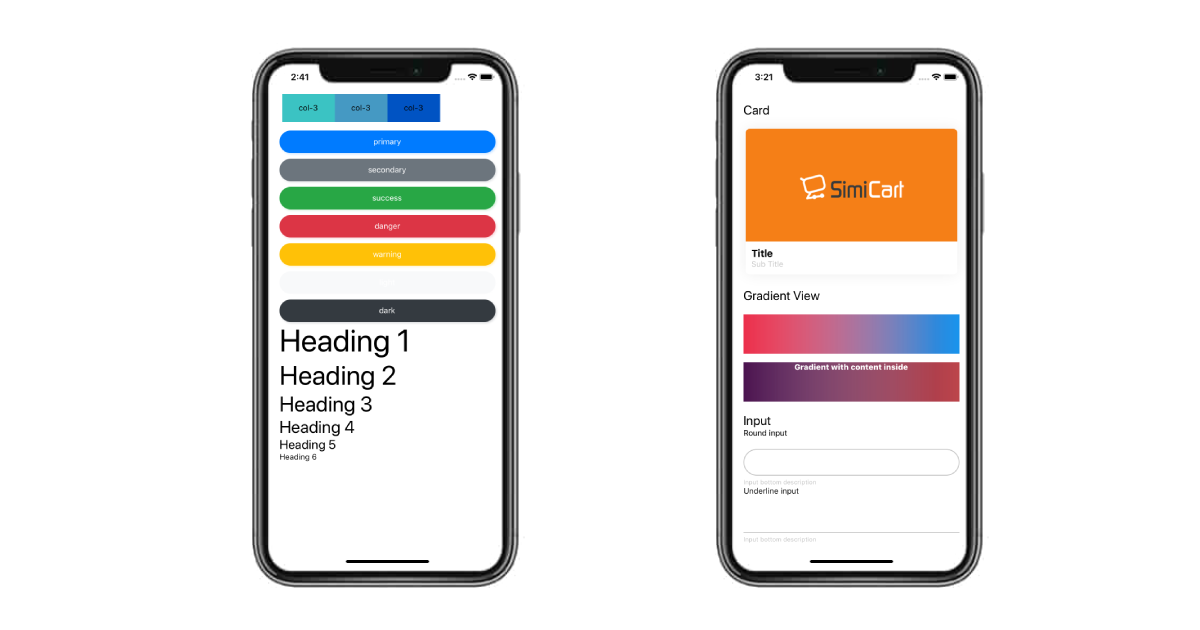 2:41
col-3 col-3 col-3
primary
secondary
success
danger
warning
dark
Heading 1
Heading 2
Heading 3
Heading 4
Heading 5
Heading 6
3:21
Card
SimiCart
Title
Sub Title
Gradient View
Gradient with content inside
Input
Round input
Input bottom description
Underline input
Input bottom description